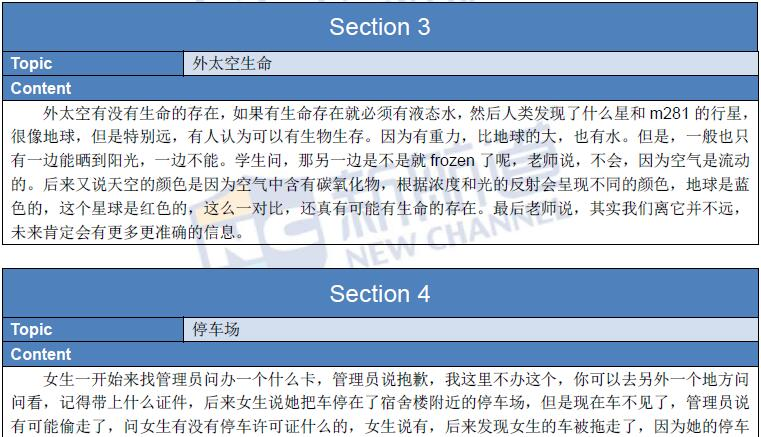 Section 3
Topic 外太空生命
Content
外太空有没有生命的存在，如果有生命存在就必须有液态水，然后人类发现了什么星和 m281 的行星，
很像地球，但是特别远，有人认为可以有生物生存。因为有重力，比地球的大，也有水。但是，一般也只
有一边能晒到阳光，一边不能。学生问，那另一边是不是就 frozen 了呢，老师说，不会，因为空气是流动
的。后来又说天空的颜色是因为空气中含有碳氧化物，根据浓度和光的反射会呈现不同的颜色，地球是蓝
色的，这个星球是红色的，这么一对比，还真有可能有生命的存在。最后老师说，其实我们离它并不远，
未来肯定会有更多更准确的信息。
新航道
NEW CHANNEL
Section 4
Topic 停车场
Content
女生一开始来找管理员问办一个什么卡，管理员说抱歉，我这里不办这个，你可以去另外一个地方问
问看，记得带上什么证件，后来女生说她把车停在了宿舍楼附近的停车场，但是现在车不见了，管理员说
有可能偷走了，问女生有没有停车许可证什么的，女生说有，后来发现女生的车被拖走了，因为她的停车